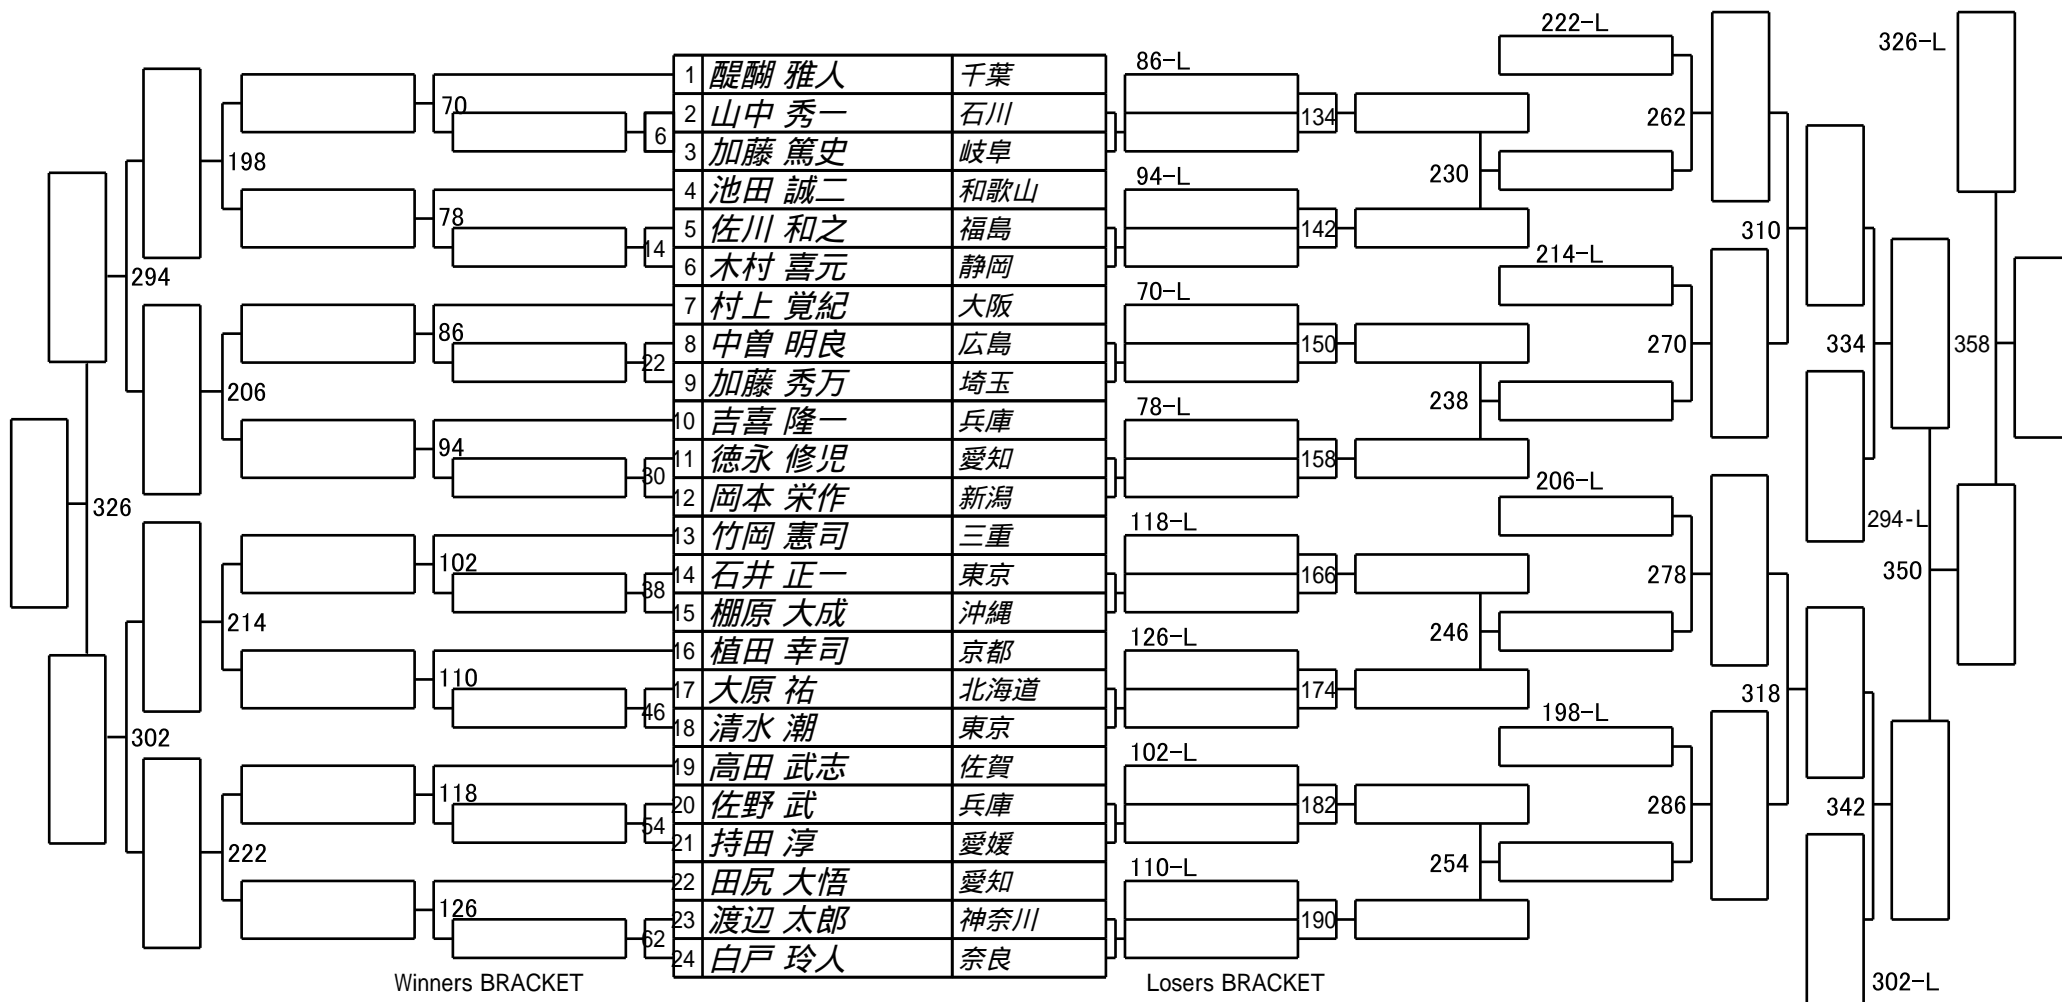 222-L
326-L
1 醍醐 雅人 千葉
86-L
70
2 山中 秀一 石川
134
262
6
3 加藤 篤史 岐阜
198
4 池田 誠二 和歌山
94-L
230
78
5 佐川 和之 福島
142
310
14
6 木村 喜元 静岡
214-L
294
7 村上 覚紀 大阪
70-L
86
8 中曽 明良 広島
150
270
334
358
22
9 加藤 秀万 埼玉
206
10 吉喜 隆一 兵庫
78-L
238
94
11 徳永 修児 愛知
158
30
12 岡本 栄作 新潟
206-L
326
13 竹岡 憲司 三重
118-L
294-L
102
14 石井 正一 東京
166
278
350
38
15 棚原 大成 沖縄
214
16 植田 幸司 京都
126-L
246
110
17 大原 祐 北海道
174
318
46
18 清水 潮 東京
198-L
302
19 高田 武志 佐賀
102-L
118
20 佐野 武 兵庫
182
286
342
54
21 持田 淳 愛媛
222
22 田尻 大悟 愛知
110-L
254
126
23 渡辺 太郎 神奈川
190
62
24 白戸 玲人 奈良
Winners BRACKET
Losers BRACKET
302-L